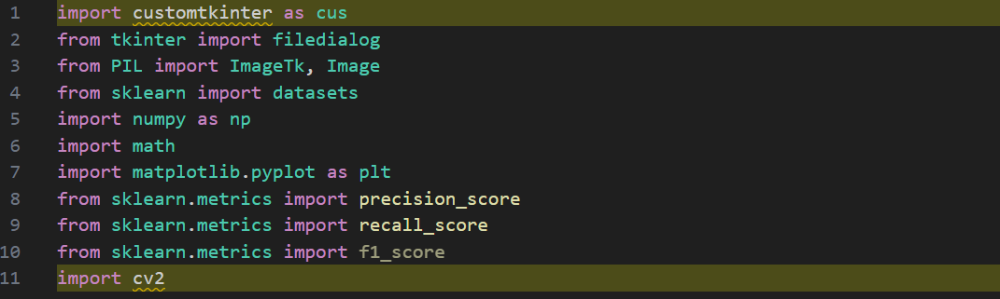 1 import customtkinter as cus
2 from tkinter import filedialog
3 from PIL import ImageTk, Image
4 from sklearn import datasets
5 import numpy as np
6 import math
7 import matplotlib.pyplot as plt
8 from sklearn.metrics import precision_score
9 from sklearn.metrics import recall_score
10 from sklearn.metrics import f1_score
11 import cv2